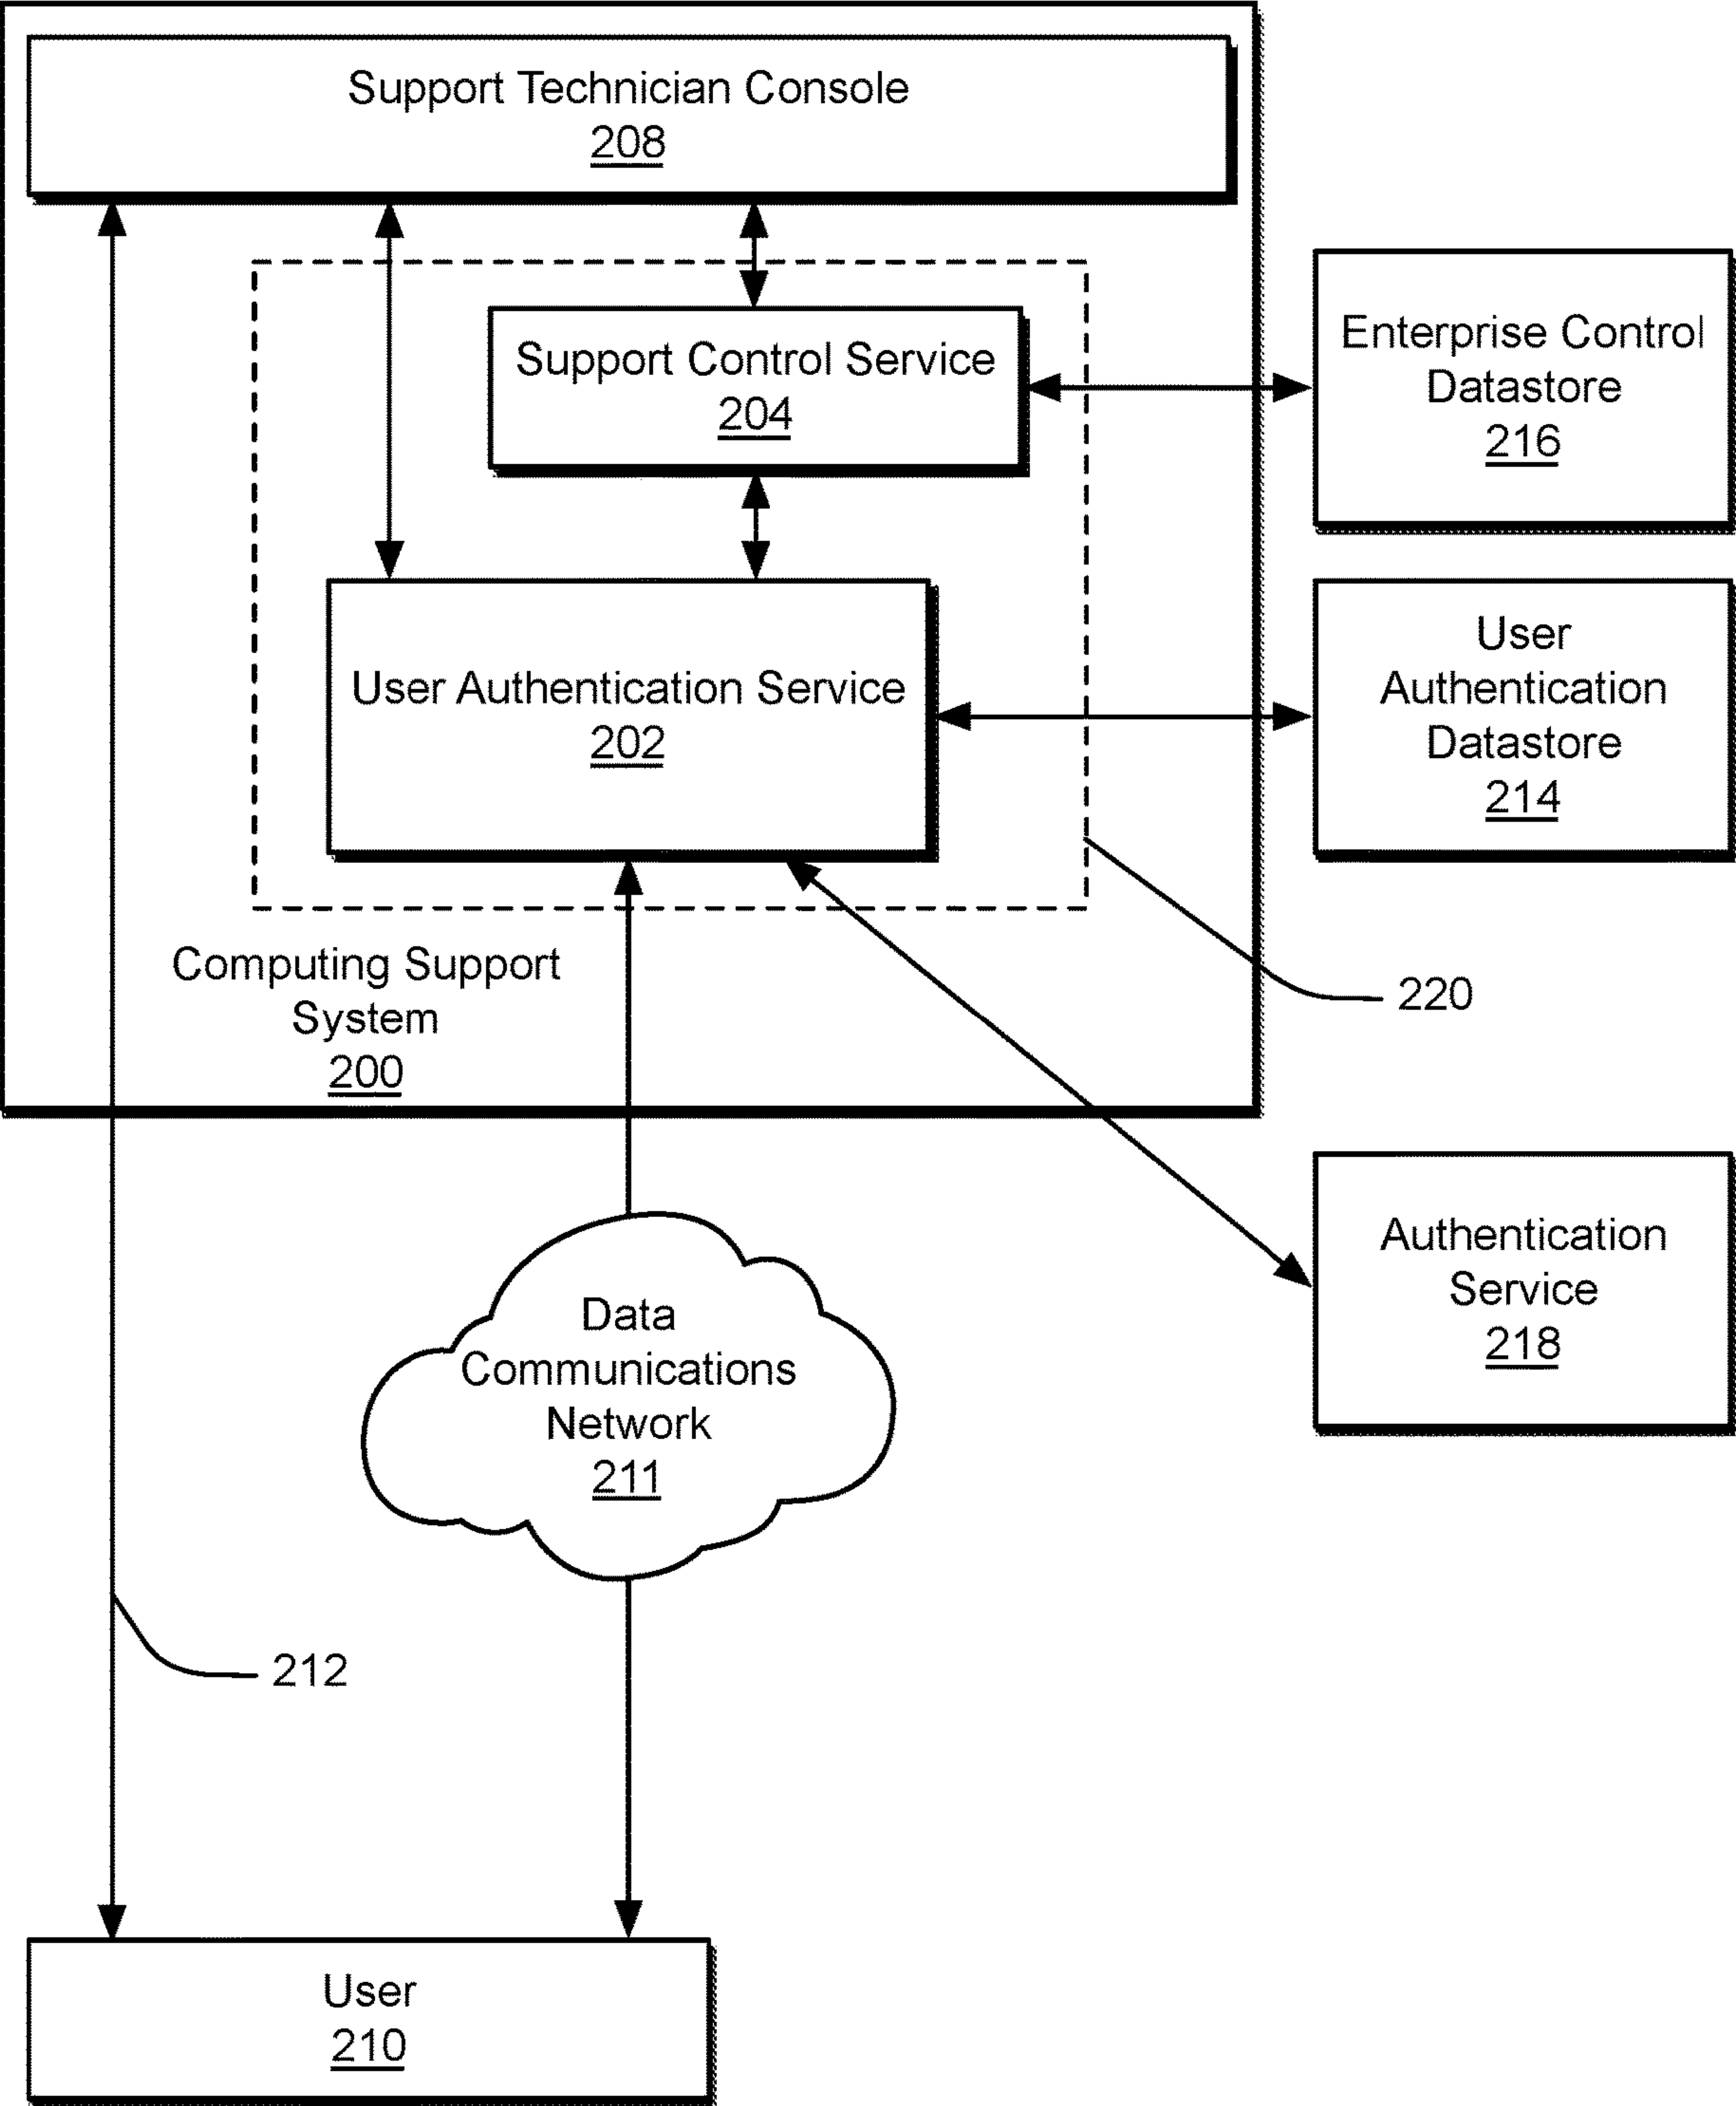 Support Technician Console
208
Support Control Service
204
Enterprise Control
Datastore
216
User Authentication Service
202
User
Authentication
Datastore
214
Computing Support
System
200
220
Authentication
Service
218
Data
Communications
Network
211
212
User
210